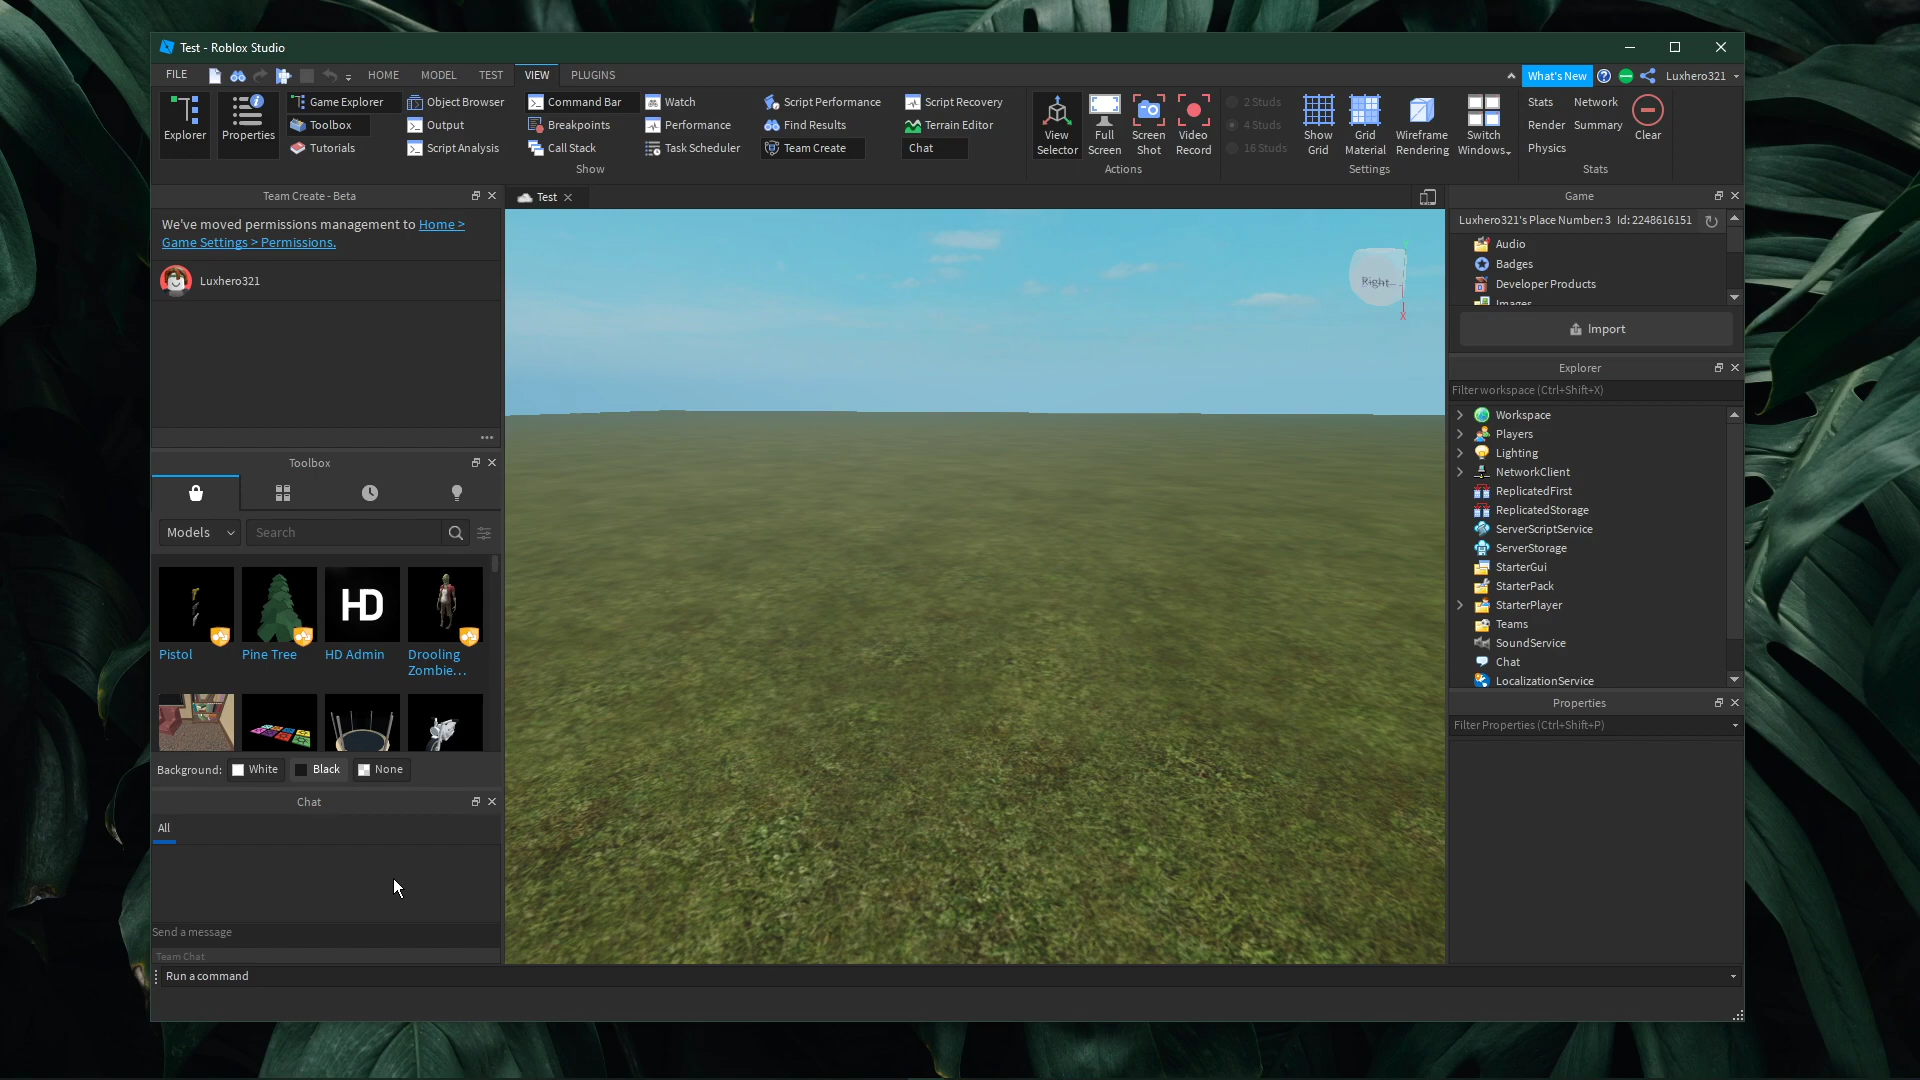 Test - Roblox Studio
FILE
HOME
MODEL
TEST
VIEW
PLUGINS
What's New
Luxhero321
Explorer
Properties
Game Explorer
Toolbox
Tutorials
Object Browser
Output
Script Analysis
Command Bar
Breakpoints
Call Stack
Watch
Performance
Task Scheduler
Script Performance
Find Results
Team Create
Script Recovery
Terrain Editor
Chat
Show
View
Selector
Full
Screen
Screen
Shot
Video
Record
Actions
2 Studs
4 Studs
16 Studs
Show
Grid
Grid
Material
Wireframe
Rendering
Switch
Windows
Settings
Stats
Network
Render
Summary
Physics
Clear
Stats
Team Create - Beta
We've moved permissions management to Home >
Game Settings > Permissions.
Luxhero321
Toolbox
Models
Search
HD
Pistol
Pine Tree
HD Admin
Drooling
Zombie...
Background:
White
Black
None
Chat
All
Send a message
Team Chat
Run a command
Test
Right
X
Game
Luxhero321's Place Number: 3 Id: 2248616151
Audio
Badges
Developer Products
Images
Import
Explorer
Filter workspace (Ctrl+Shift+X)
Workspace
Players
Lighting
NetworkClient
ReplicatedFirst
ReplicatedStorage
ServerScriptService
ServerStorage
StarterGui
StarterPack
StarterPlayer
Teams
SoundService
Chat
LocalizationService
Properties
Filter Properties (Ctrl+Shift+P)